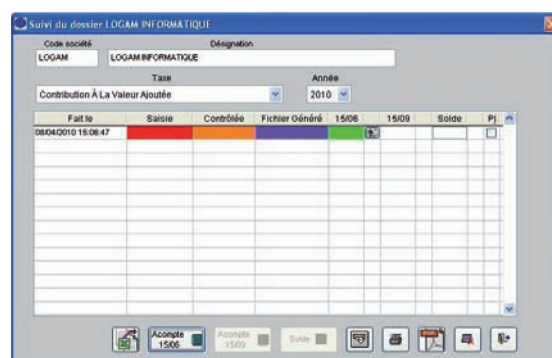 Suivi du dossier LOGAM INFORMATIQUE
Code société Désignation
LOGAM LOGAM INFORMATIQUE
Taxe Année
Contribution À La Valeur Ajoutée 2010
Fait le Saisie Contrôlée Fichier Généré 15/06 15/09 Solde Pj
08/04/2010 15:06:47
Acompte 15/06 Acompte 15/09 Solde